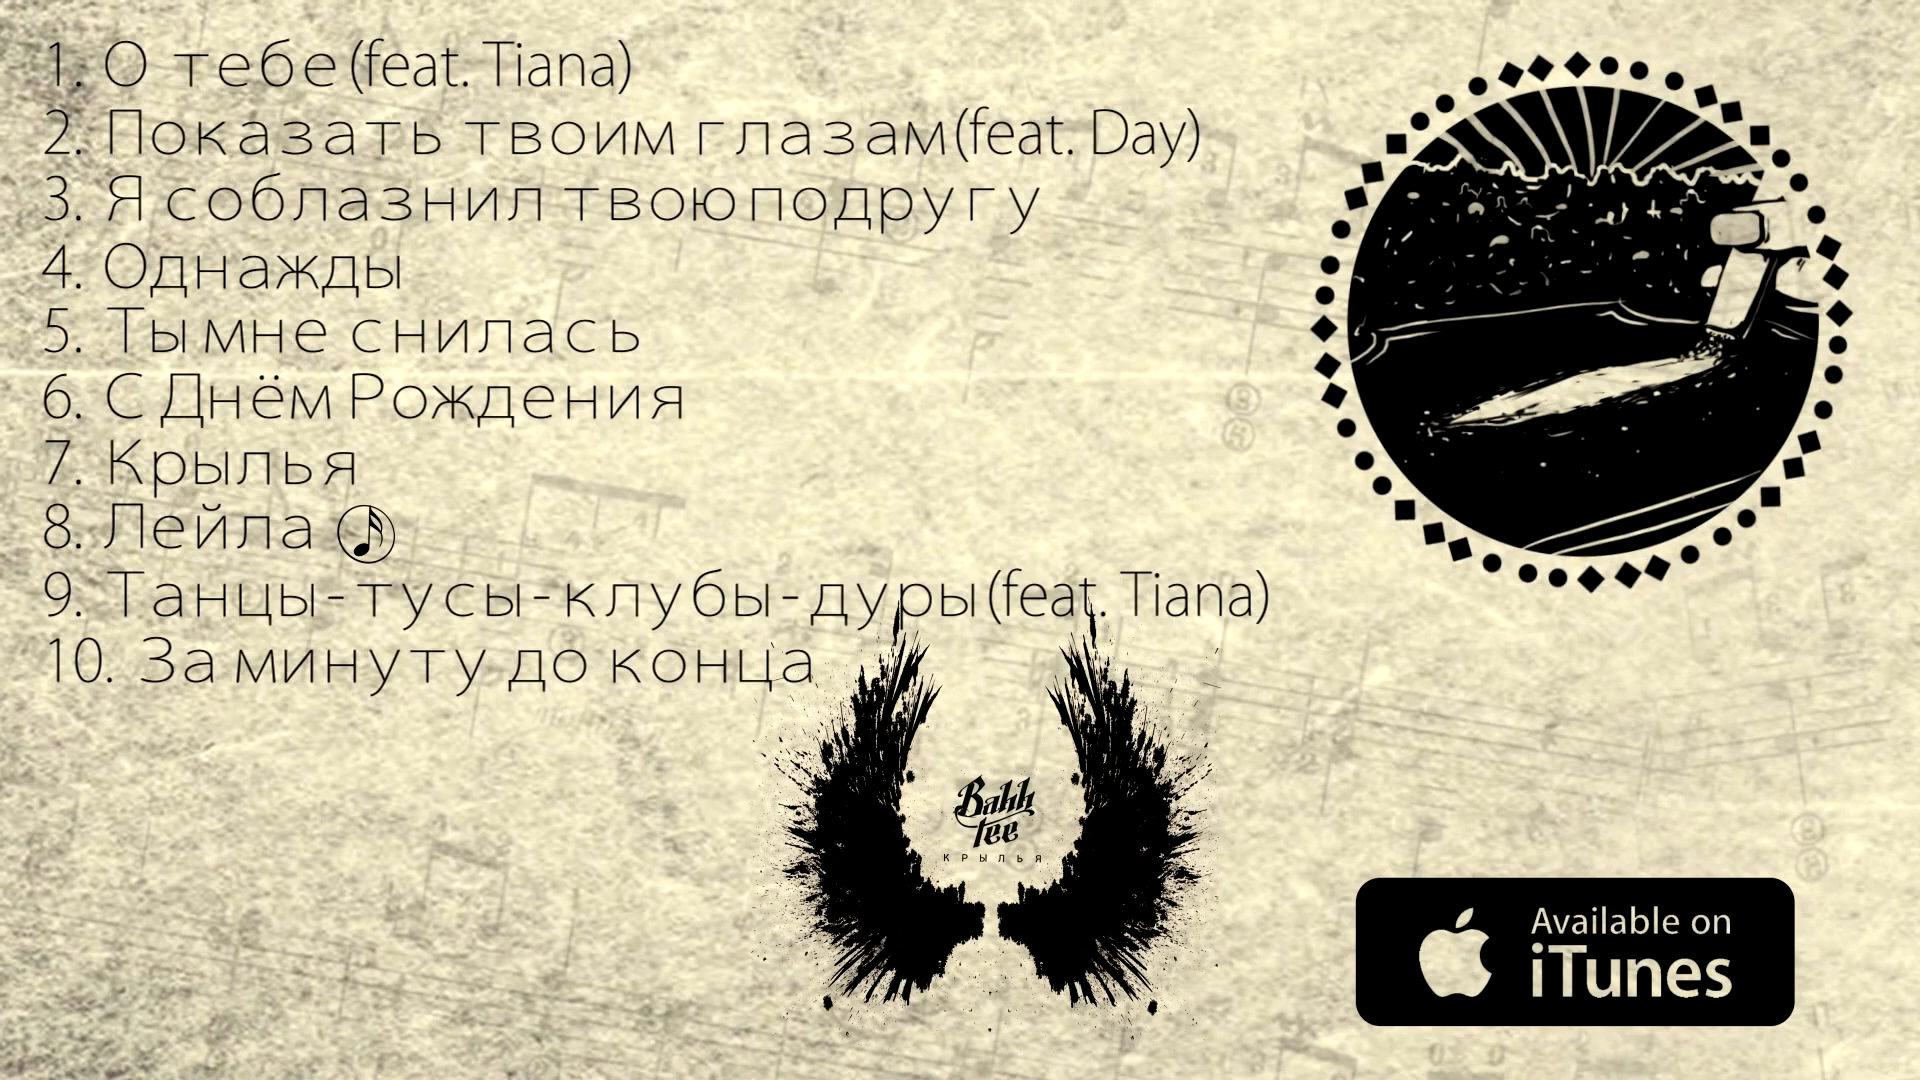 1. О тебе (feat. Tiana)
2. Показать твоим глазам (feat. Day)
3. Я соблазнил твою подругу
4. Однажды
5. Ты мне снилась
6. С Днём Рождения
7. Крылья
8. Лейла
9. Танцы-тусы-клубы-дуры (feat. Tiana)
10. За минуту до конца
Bahh
Tee
КРЫЛЬЯ
Available on
iTunes